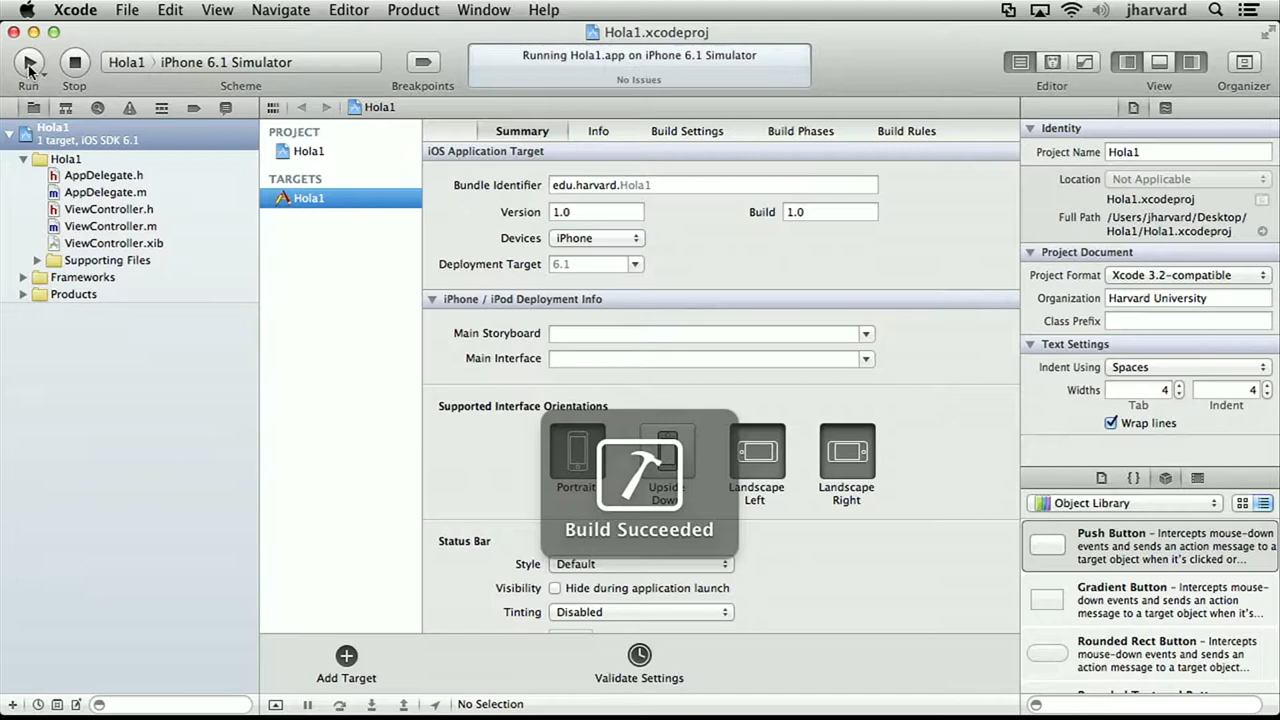 Xcode File Edit View Navigate Editor Product Window Help jharvard
Hola1.xcodeproj
Hola1 iPhone 6.1 Simulator
Running Hola1.app on iPhone 6.1 Simulator
No Issues
Run Stop Scheme Breakpoints Editor View Organizer
Hola1
1 target, iOS SDK 6.1
Hola1
AppDelegate.h
AppDelegate.m
ViewController.h
ViewController.m
ViewController.xib
Supporting Files
Frameworks
Products
Hola1
PROJECT
Hola1
TARGETS
Hola1
Summary Info Build Settings Build Phases Build Rules
iOS Application Target
Bundle Identifier edu.harvard.Hola1
Version 1.0 Build 1.0
Devices iPhone
Deployment Target 6.1
iPhone / iPod Deployment Info
Main Storyboard
Main Interface
Supported Interface Orientations
Portrait
Upside
Down
Landscape
Left
Landscape
Right
Build Succeeded
Status Bar
Style Default
Visibility Hide during application launch
Tinting Disabled
Add Target Validate Settings
No Selection
Identity
Project Name Hola1
Location Not Applicable
Hola1.xcodeproj
Full Path /Users/jharvard/Desktop/
Hola1/Hola1.xcodeproj
Project Document
Project Format Xcode 3.2-compatible
Organization Harvard University
Class Prefix
Text Settings
Indent Using Spaces
Widths 4 4
Tab Indent
Wrap lines
{ }
Object Library
Push Button – Intercepts mouse-down
events and sends an action message to a
target object when it's clicked or...
Gradient Button – Intercepts mouse-
down events and sends an action
message to a target object when it's...
Rounded Rect Button – Intercepts
mouse-down events and sends an
action message to a target object...